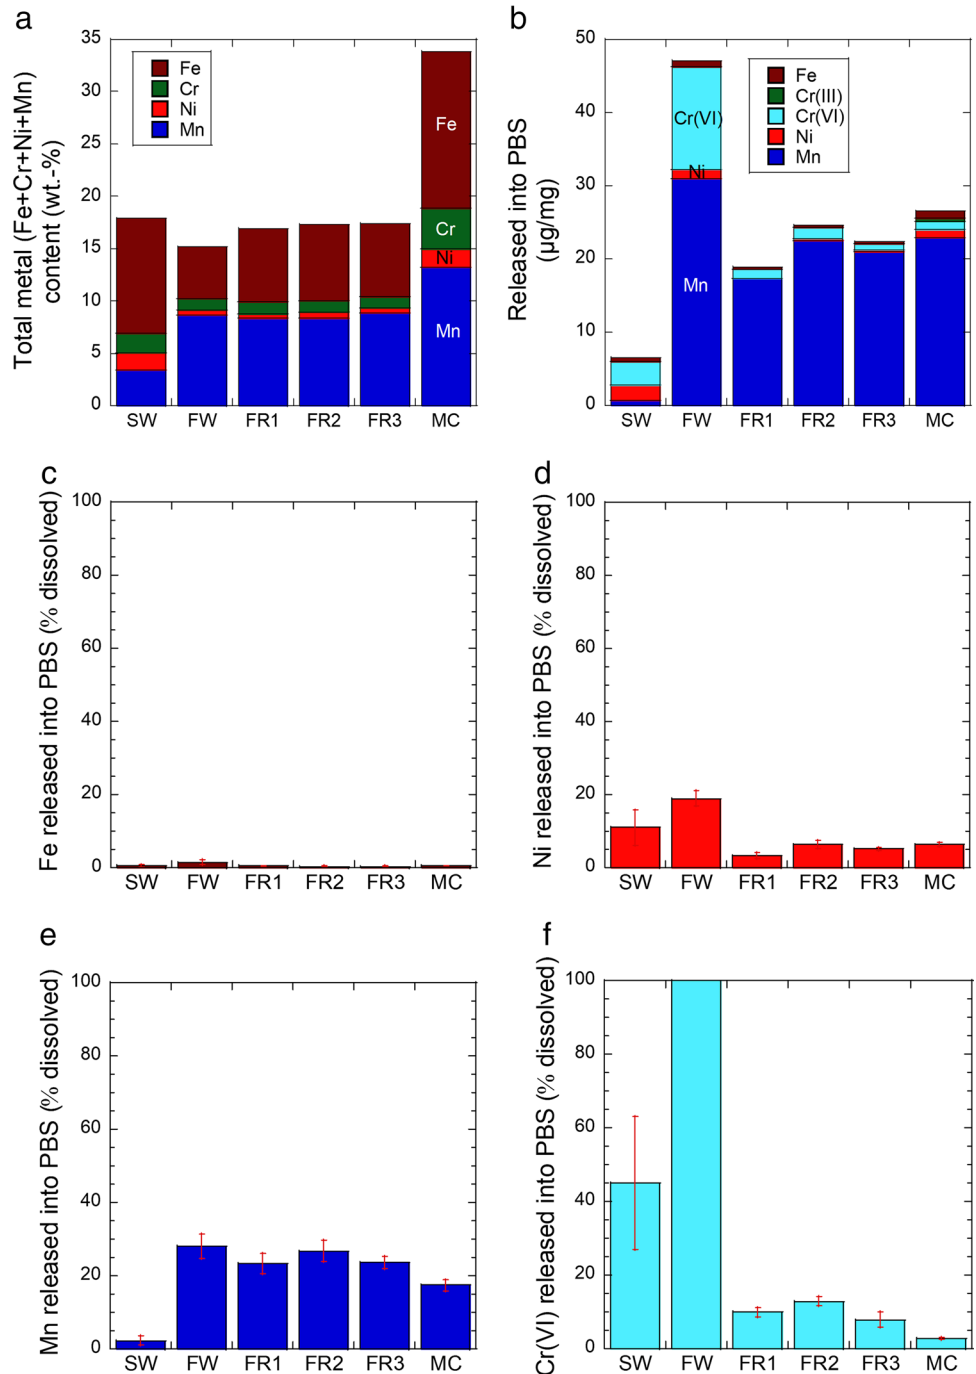 a
Total metal (Fe+Cr+Ni+Mn)
content (wt.-%)
35
30
25
20
15
10
5
0
Fe
Cr
Ni
Mn
Fe
Cr
Ni
Mn
SW FW FR1 FR2 FR3 MC
b
Released into PBS
(µg/mg)
50
40
30
20
10
0
Fe
Cr(III)
Cr(VI)
Ni
Mn
Cr(VI)
Ni
Mn
SW FW FR1 FR2 FR3 MC
c
Fe released into PBS (% dissolved)
100
80
60
40
20
0
SW FW FR1 FR2 FR3 MC
d
Ni released into PBS (% dissolved)
100
80
60
40
20
0
SW FW FR1 FR2 FR3 MC
e
Mn released into PBS (% dissolved)
100
80
60
40
20
0
SW FW FR1 FR2 FR3 MC
f
Cr(VI) released into PBS (% dissolved)
100
80
60
40
20
0
SW FW FR1 FR2 FR3 MC